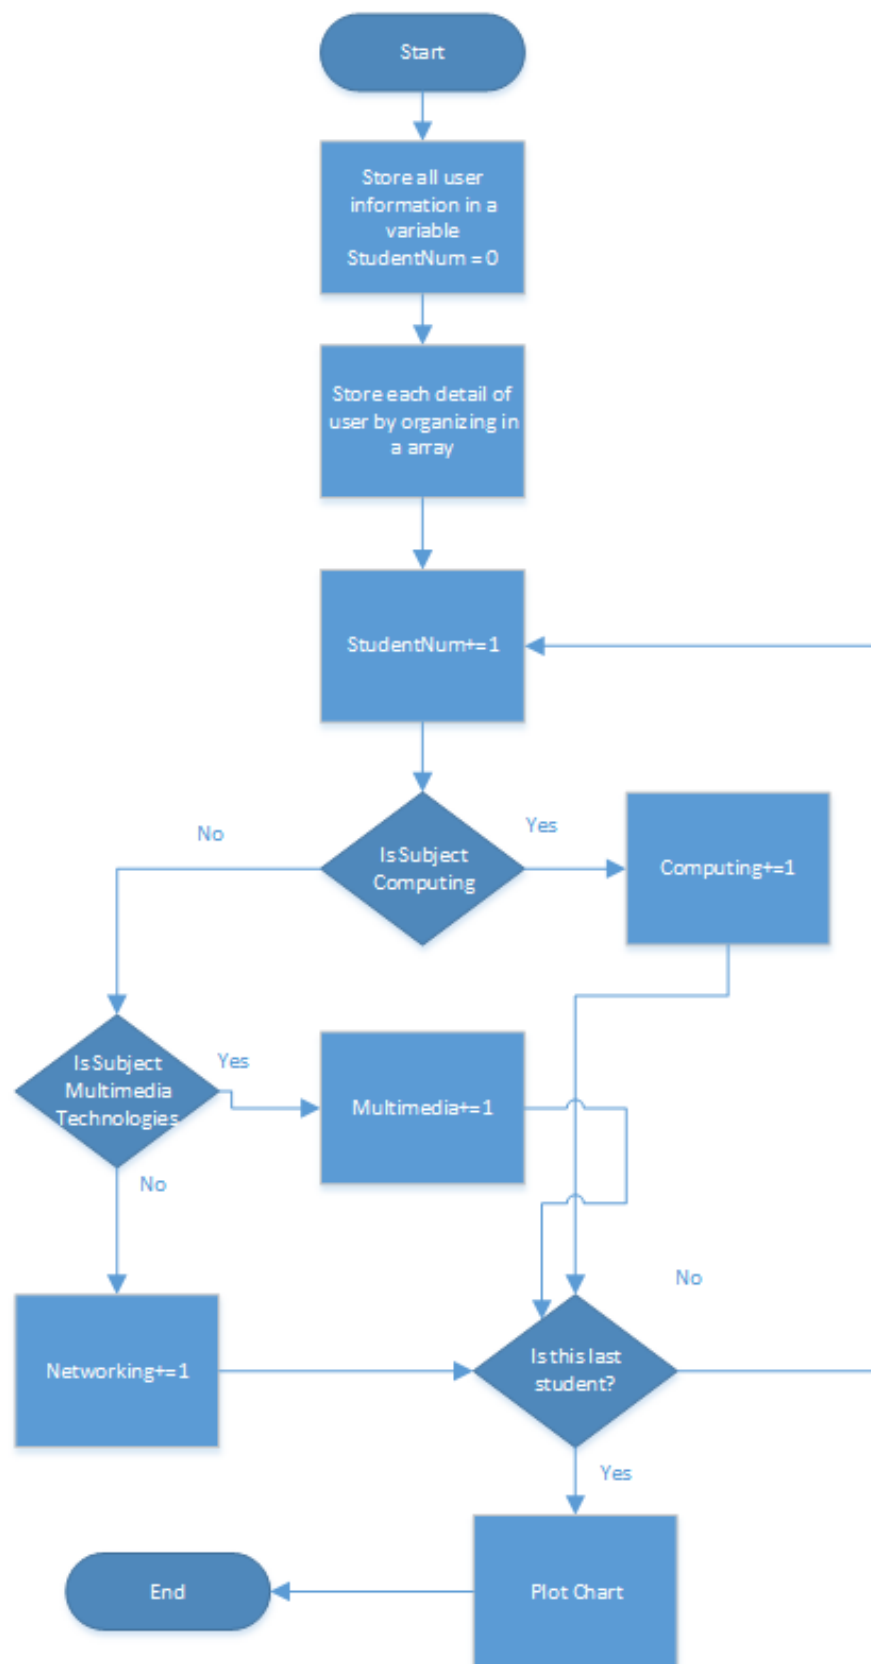 Start
Store all user
information in a
variable
StudentNum = 0
Store each detail of
user by organizing in
a array
StudentNum+=1
No
Yes
Is Subject
Computing
Computing+=1
Is Subject
Multimedia
Technologies
Yes
Multimedia+=1
No
No
Networking+=1
Is this last
student?
Yes
End
Plot Chart